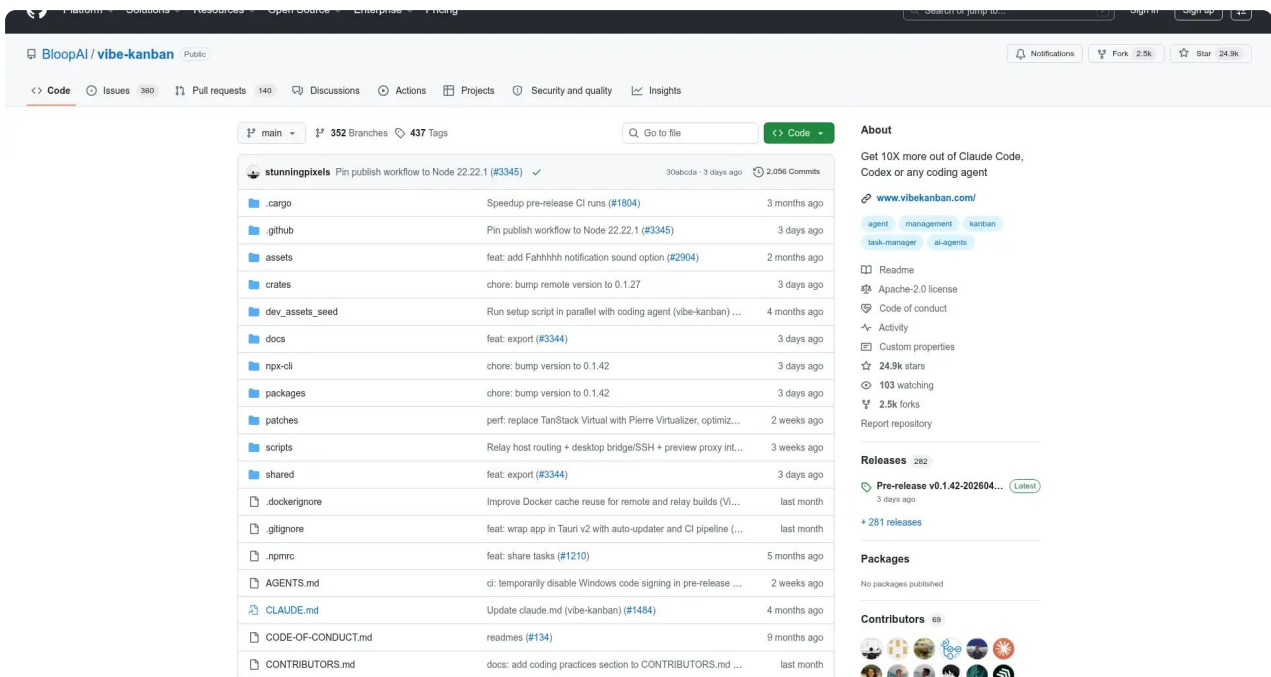 Platform Solutions Resources Open Source Enterprise Pricing Search or jump to... Sign in Sign up
BloopAI / vibe-kanban Public Notifications Fork 2.5k Star 24.9k
Code Issues 360 Pull requests 140 Discussions Actions Projects Security and quality Insights
main 352 Branches 437 Tags Go to file Code
stunningpixels Pin publish workflow to Node 22.22.1 (#3345) 30abcda · 3 days ago 2,056 Commits
.cargo Speedup pre-release CI runs (#1804) 3 months ago
.github Pin publish workflow to Node 22.22.1 (#3345) 3 days ago
assets feat: add Fahhhhh notification sound option (#2904) 2 months ago
crates chore: bump remote version to 0.1.27 3 days ago
dev_assets_seed Run setup script in parallel with coding agent (vibe-kanban) ... 4 months ago
docs feat: export (#3344) 3 days ago
npx-cli chore: bump version to 0.1.42 3 days ago
packages chore: bump version to 0.1.42 3 days ago
patches perf: replace TanStack Virtual with Pierre Virtualizer, optimiz... 2 weeks ago
scripts Relay host routing + desktop bridge/SSH + preview proxy int... 3 weeks ago
shared feat: export (#3344) 3 days ago
.dockerignore Improve Docker cache reuse for remote and relay builds (Vi... last month
.gitignore feat: wrap app in Tauri v2 with auto-updater and CI pipeline (... last month
.npmrc feat: share tasks (#1210) 5 months ago
AGENTS.md ci: temporarily disable Windows code signing in pre-release ... 2 weeks ago
CLAUDE.md Update claude.md (vibe-kanban) (#1484) 4 months ago
CODE-OF-CONDUCT.md readmes (#134) 9 months ago
CONTRIBUTORS.md docs: add coding practices section to CONTRIBUTORS.md ... last month
About
Get 10X more out of Claude Code,
Codex or any coding agent
www.vibekanban.com/
agent management kanban
task-manager ai-agents
Readme
Apache-2.0 license
Code of conduct
Activity
Custom properties
24.9k stars
103 watching
2.5k forks
Report repository
Releases 282
Pre-release v0.1.42-202604... Latest
3 days ago
+ 281 releases
Packages
No packages published
Contributors 69